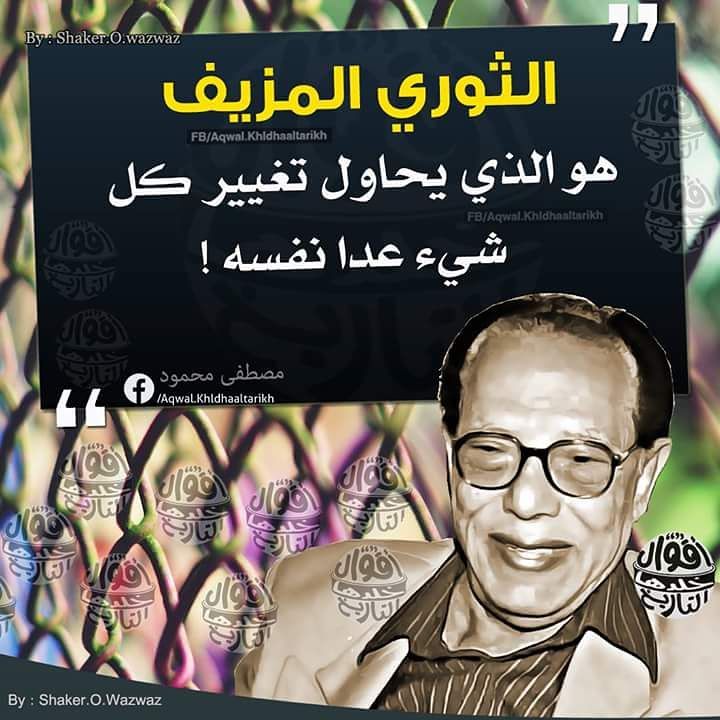 By : Shaker.O.wazwaz
الثوري المزيف
FB/Aqwal.Khldhaaltarikh
هو الذي يحاول تغيير كل
FB/Aqwal.Khldhaaltarikh
شيء عدا نفسه !
مصطفى محمود
/Aqwal.Khldhaaltarikh
By : Shaker.O.Wazwaz